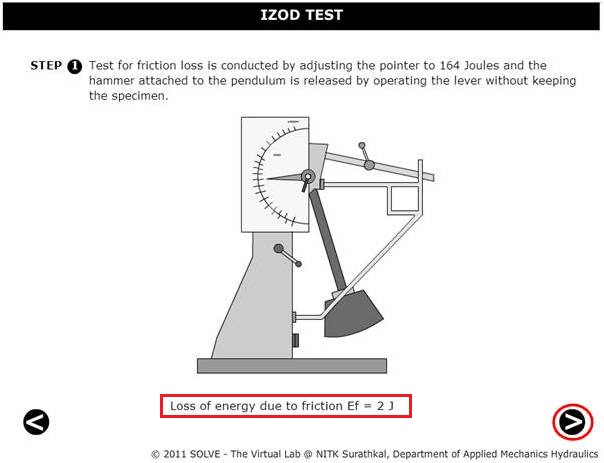 IZOD TEST
STEP 1 Test for friction loss is conducted by adjusting the pointer to 164 Joules and the
hammer attached to the pendulum is released by operating the lever without keeping
the specimen.
Loss of energy due to friction Ef = 2 J
© 2011 SOLVE - The Virtual Lab @ NITK Surathkal, Department of Applied Mechanics Hydraulics